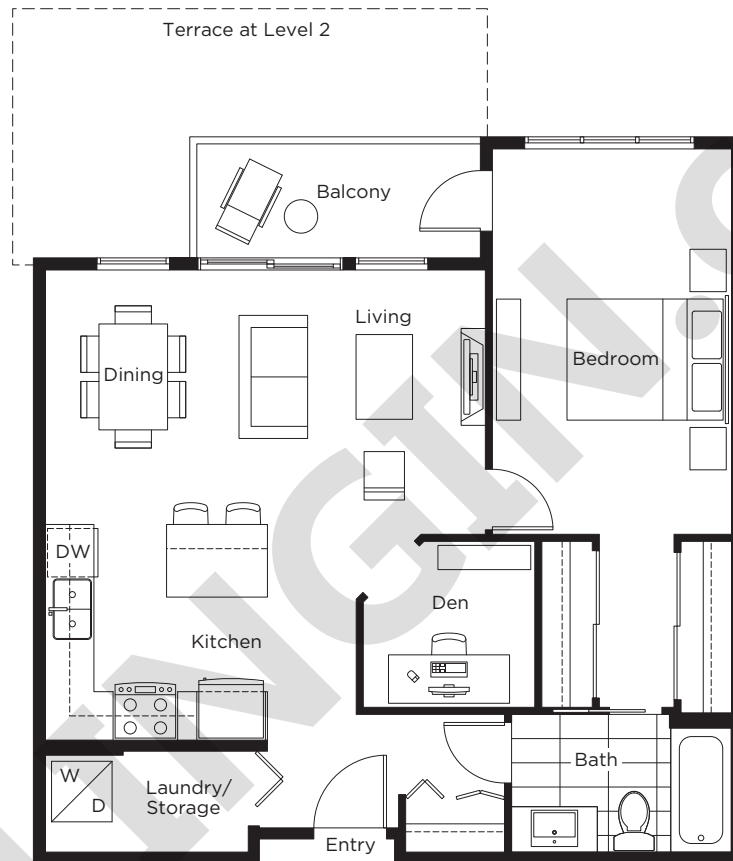 Terrace at Level 2
Balcony
Living
Dining
Bedroom
DW
Den
Kitchen
W
D
Laundry/
Storage
Bath
Entry